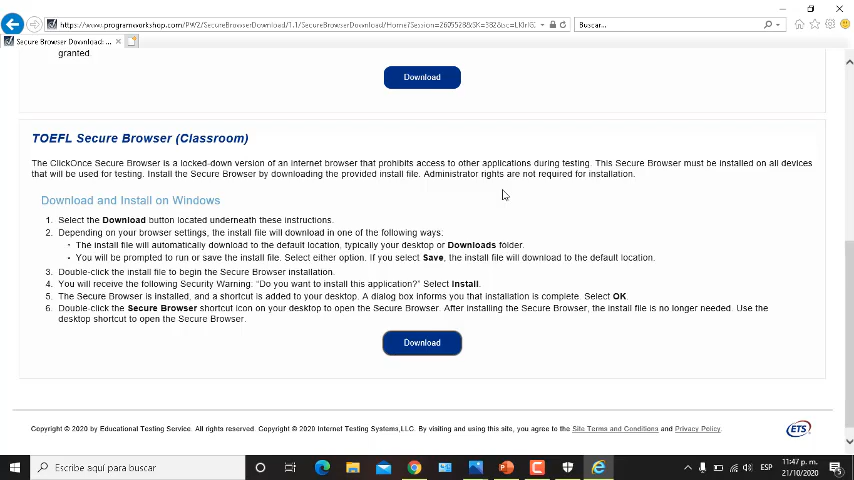 https://www.programworkshop.com/PW2/SecureBrowserDownload/1.1/SecureBrowserDownload/Home/
Buscar...
Secure Browser Download: ...
granted.
Download
TOEFL Secure Browser (Classroom)
The ClickOnce Secure Browser is a locked-down version of an internet browser that prohibits access to other applications during testing. This Secure Browser must be installed on all devices
that will be used for testing. Install the Secure Browser by downloading the provided install file. Administrator rights are not required for installation.
Download and Install on Windows
1. Select the Download button located underneath these instructions.
2. Depending on your browser settings, the install file will download in one of the following ways:
• The install file will automatically download to the default location, typically your desktop or Downloads folder.
• You will be prompted to run or save the install file. Select either option. If you select Save, the install file will download to the default location.
3. Double-click the install file to begin the Secure Browser installation.
4. You will receive the following Security Warning: “Do you want to install this application?” Select Install.
5. The Secure Browser is installed, and a shortcut is added to your desktop. A dialog box informs you that installation is complete. Select OK.
6. Double-click the Secure Browser shortcut icon on your desktop to open the Secure Browser. After installing the Secure Browser, the install file is no longer needed. Use the
desktop shortcut to open the Secure Browser.
Download
Copyright © 2020 by Educational Testing Service. All rights reserved. Copyright © 2020 Internet Testing Systems,LLC. By visiting and using this site, you agree to the Site Terms and Conditions and Privacy Policy.
ETS
Escribe aquí para buscar
ESP
11:47 p. m.
21/10/2020